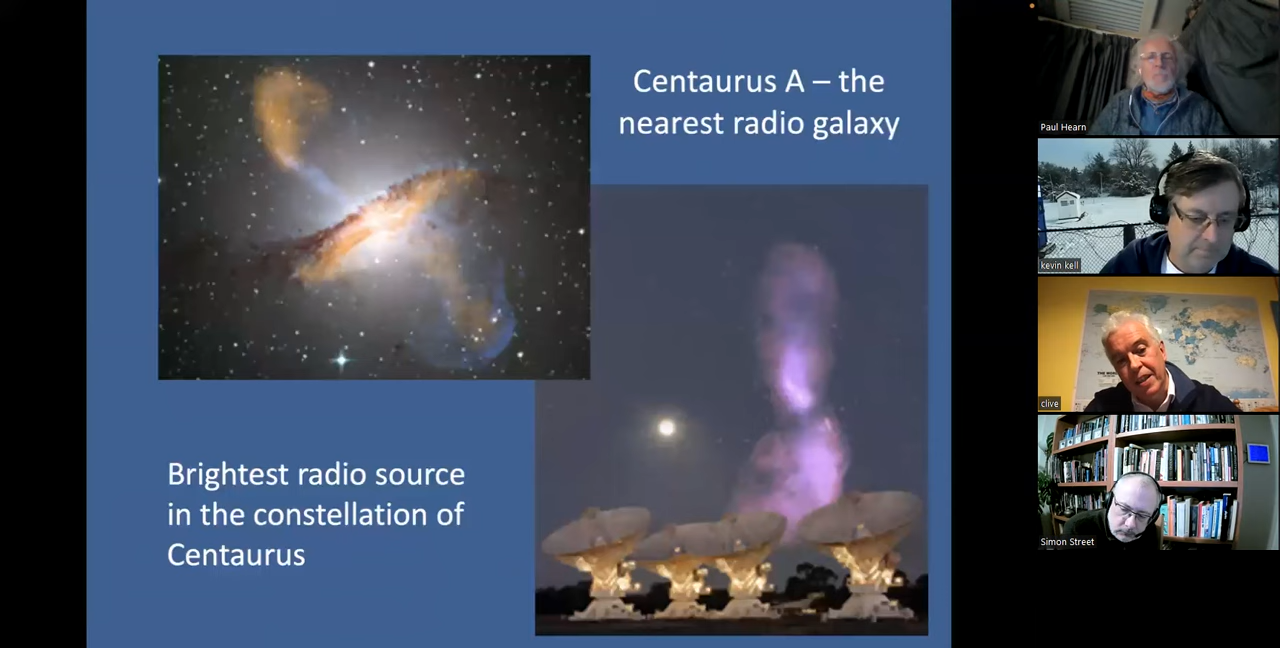 Centaurus A – the
nearest radio galaxy
Brightest radio source
in the constellation of
Centaurus
Paul Hearn
kevin kell
clive
Simon Street